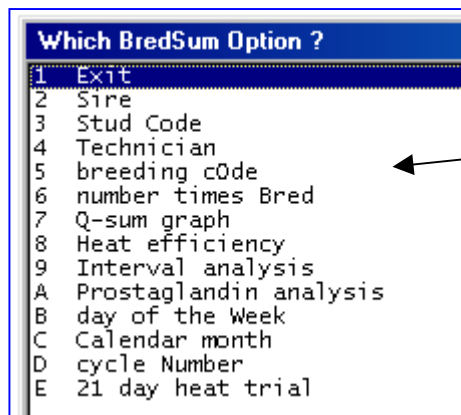 Which BredSum Option ?
1 Exit
2 Sire
3 Stud Code
4 Technician
5 breeding cOde
6 number times Bred
7 Q-sum graph
8 Heat efficiency
9 Interval analysis
A Prostaglandin analysis
B day of the Week
C Calendar month
D cycle Number
E 21 day heat trial